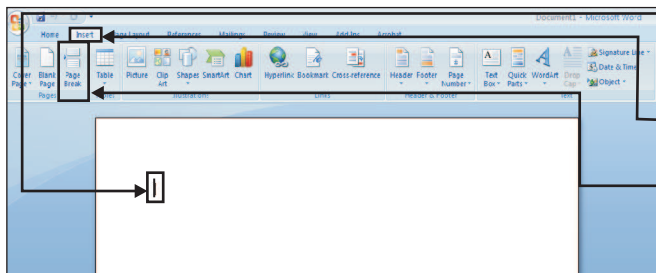 Document1 - Microsoft Word
Home Insert Page Layout References Mailings Review View Add-Ins Acrobat
Cover Page Blank Page Page Break Table Picture Clip Art Shapes SmartArt Chart Hyperlink Bookmark Cross-reference Header Footer Page Number Text Box Quick Parts WordArt Drop Cap Signature Line
Date & Time
Object
Pages Illustrations Links Header & Footer Text